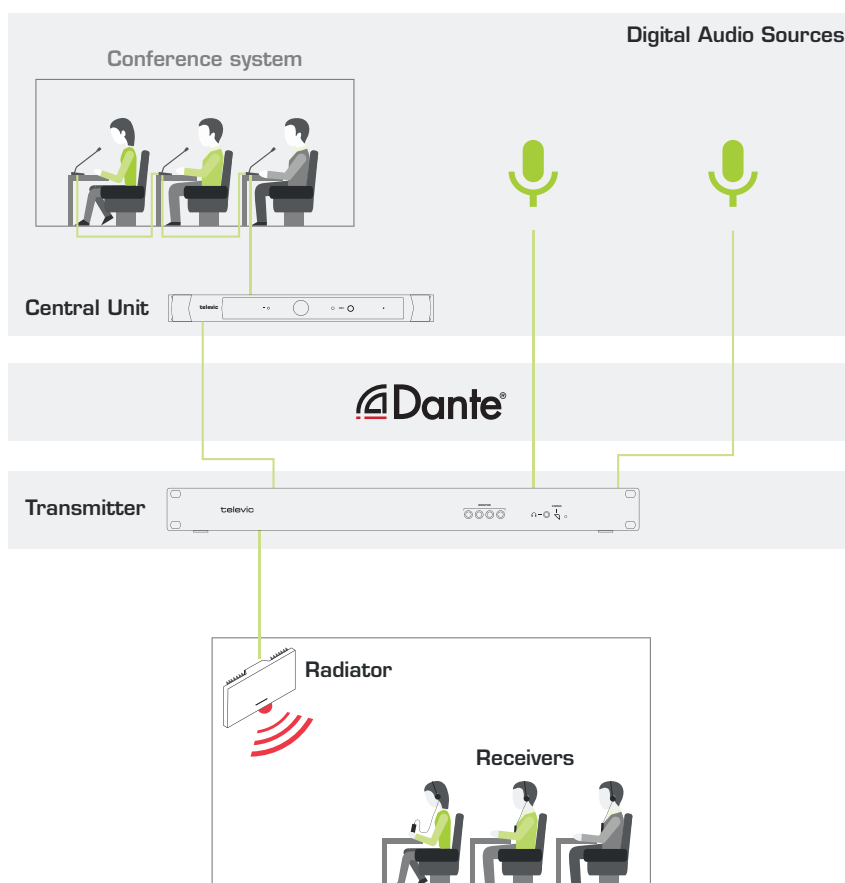 Digital Audio Sources
Conference system
Central Unit
televic
Dante®
Transmitter
televic
Radiator
Receivers